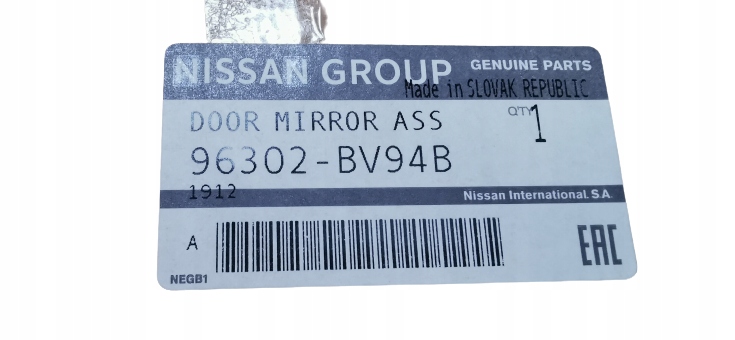 NISSAN GROUP GENUINE PARTS
Made in SLOVAK REPUBLIC
DOOR MIRROR ASS QTY 1
96302-BV94B
1912
Nissan International S.A.
A
EAC
NEGB1